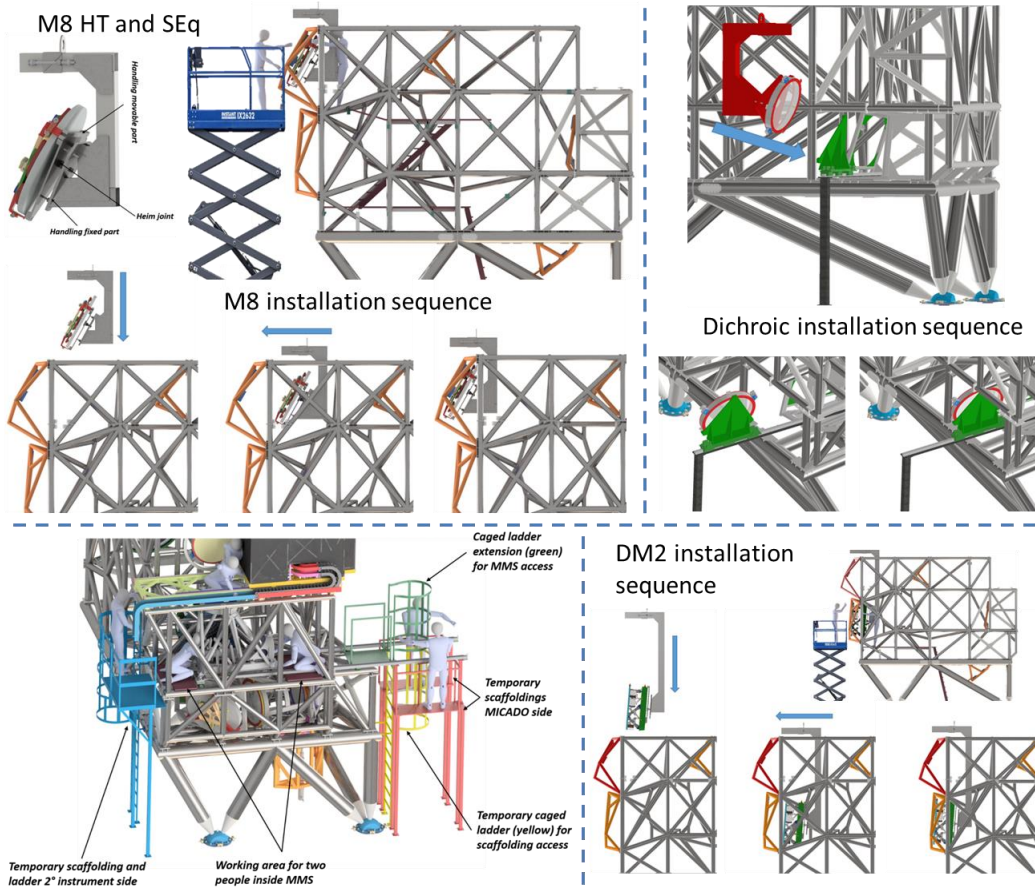 M8 HT and SEq
Handling movable part
Heim joint
Handling fixed part
M8 installation sequence
Dichroic installation sequence
Caged ladder
extension (green)
for MMS access
Temporary
scaffoldings
MICADO side
Temporary caged
ladder (yellow) for
scaffolding access
Temporary scaffolding and
ladder 2° instrument side
Working area for two
people inside MMS
DM2 installation
sequence